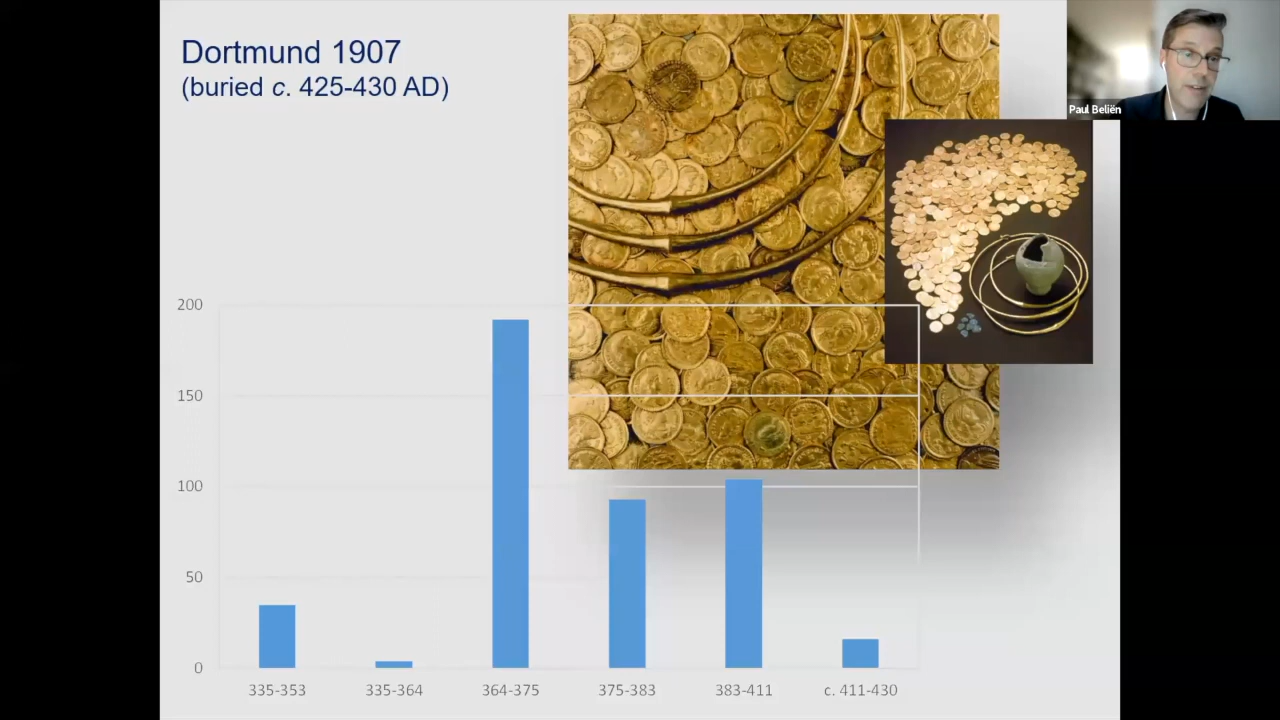 Dortmund 1907
(buried c. 425-430 AD)
Paul Beliën
200
150
100
50
0
335-353 335-364 364-375 375-383 383-411 c. 411-430